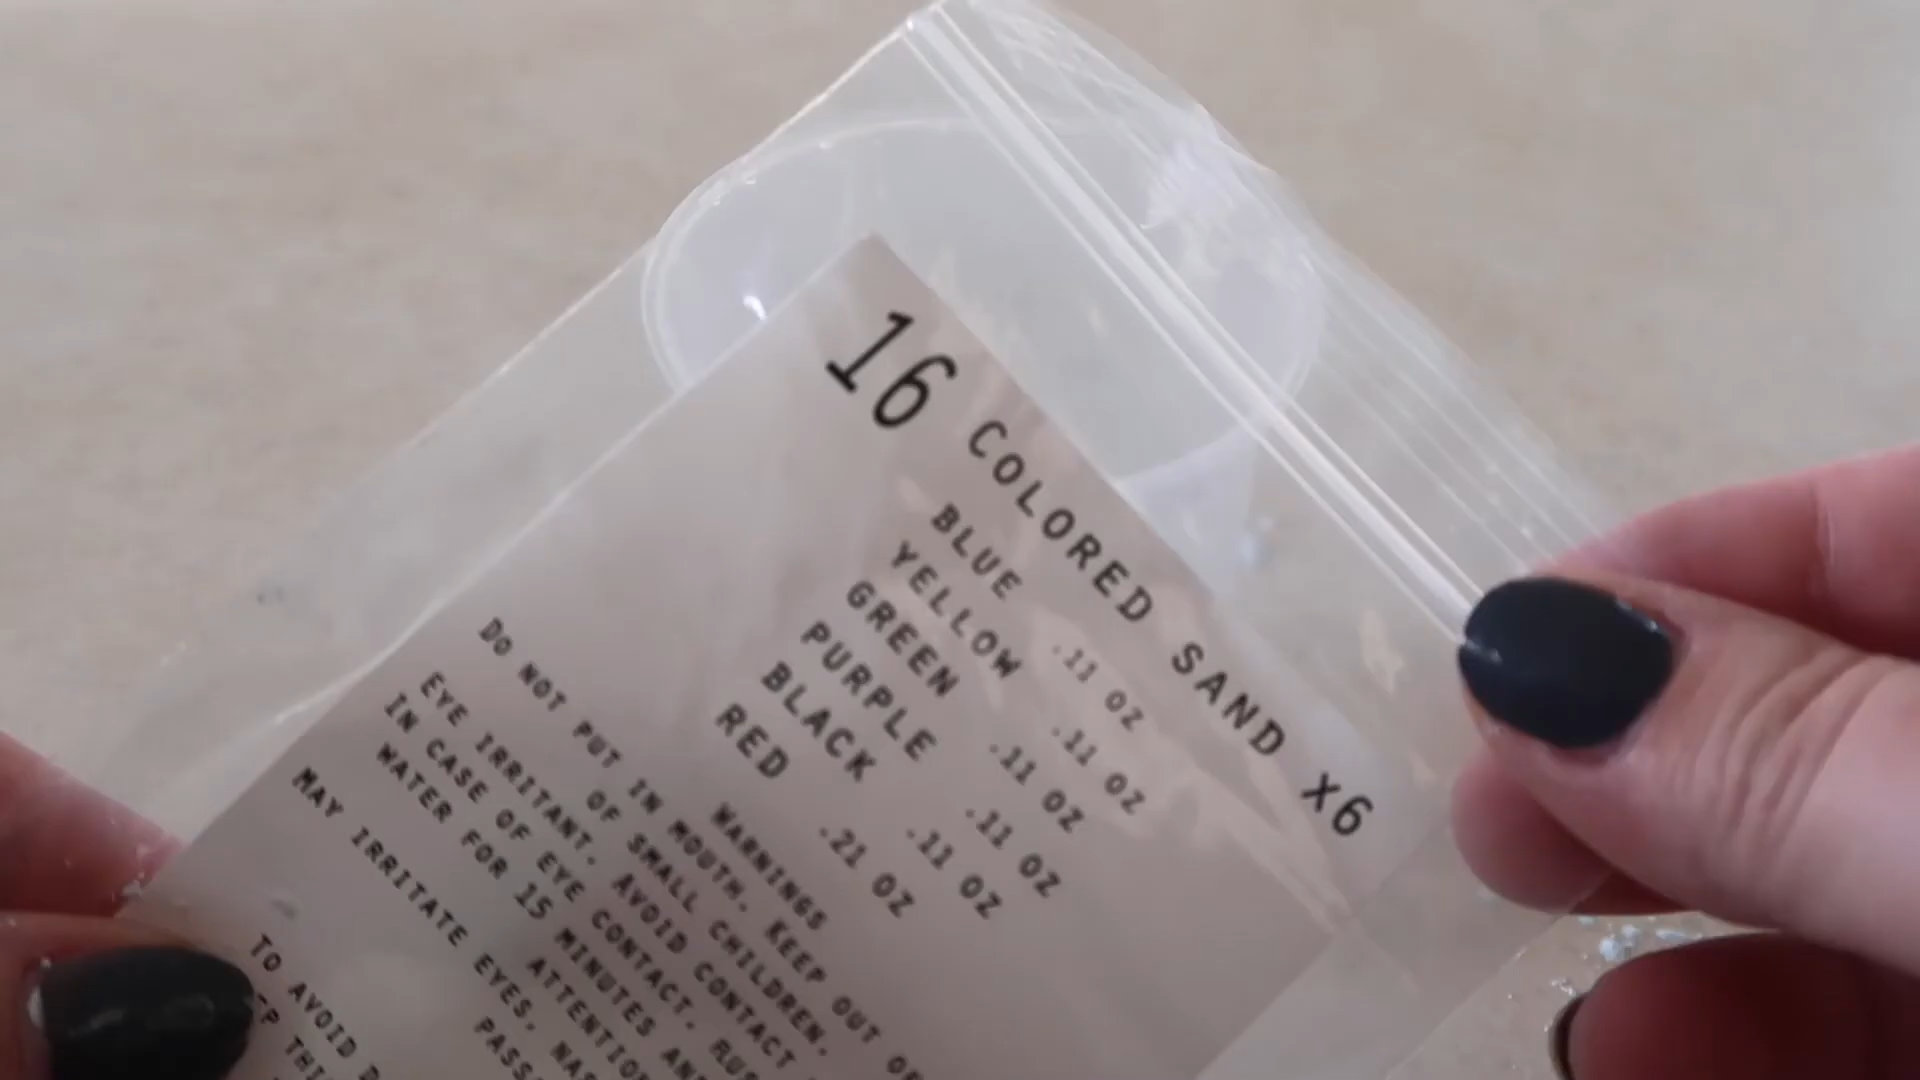 16 COLORED SAND x6
BLUE .11 OZ
YELLOW .11 OZ
GREEN .11 OZ
PURPLE .11 OZ
BLACK .11 OZ
RED .21 OZ
WARNINGS
DO NOT PUT IN MOUTH. KEEP OUT OF
OF SMALL CHILDREN.
EYE IRRITANT. AVOID CONTACT
IN CASE OF EYE CONTACT,
WATER FOR 15 MINUTES AND
ATTENTION
MAY IRRITATE EYES,
TO AVOID